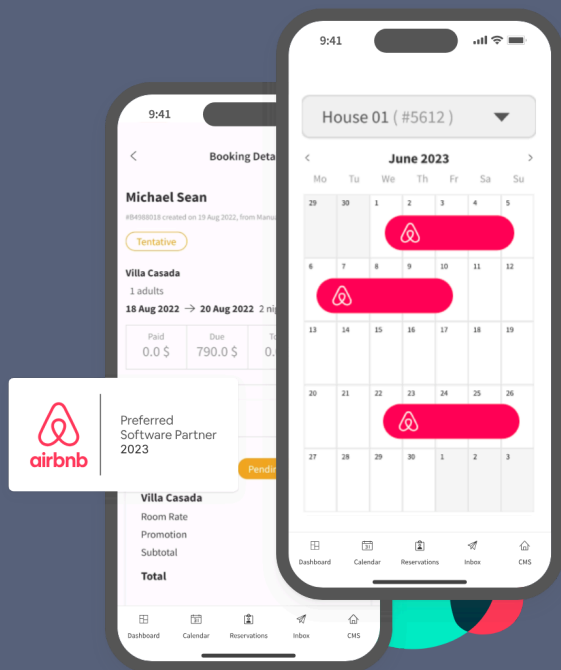 9:41
Booking Deta
Michael Sean
#B4988018 created on 19 Aug 2022, from Manua
Tentative
Villa Casada
1 adults
18 Aug 2022 → 20 Aug 2022 2 nig
Paid Due To
0.0 $ 790.0 $ 0.
Pendin
Villa Casada
Room Rate
Promotion
Subtotal
Total
Dashboard Calendar Reservations Inbox CMS
airbnb
Preferred
Software Partner
2023
9:41
House 01 ( #5612 )
June 2023
Mo Tu We Th Fr Sa Su
29 30 1 2 3 4 5
6 7 8 9 10 11 12
13 14 15 16 17 18 19
20 21 22 23 24 25 26
27 28 29 30 1 2 3
31
Dashboard Calendar Reservations Inbox CMS